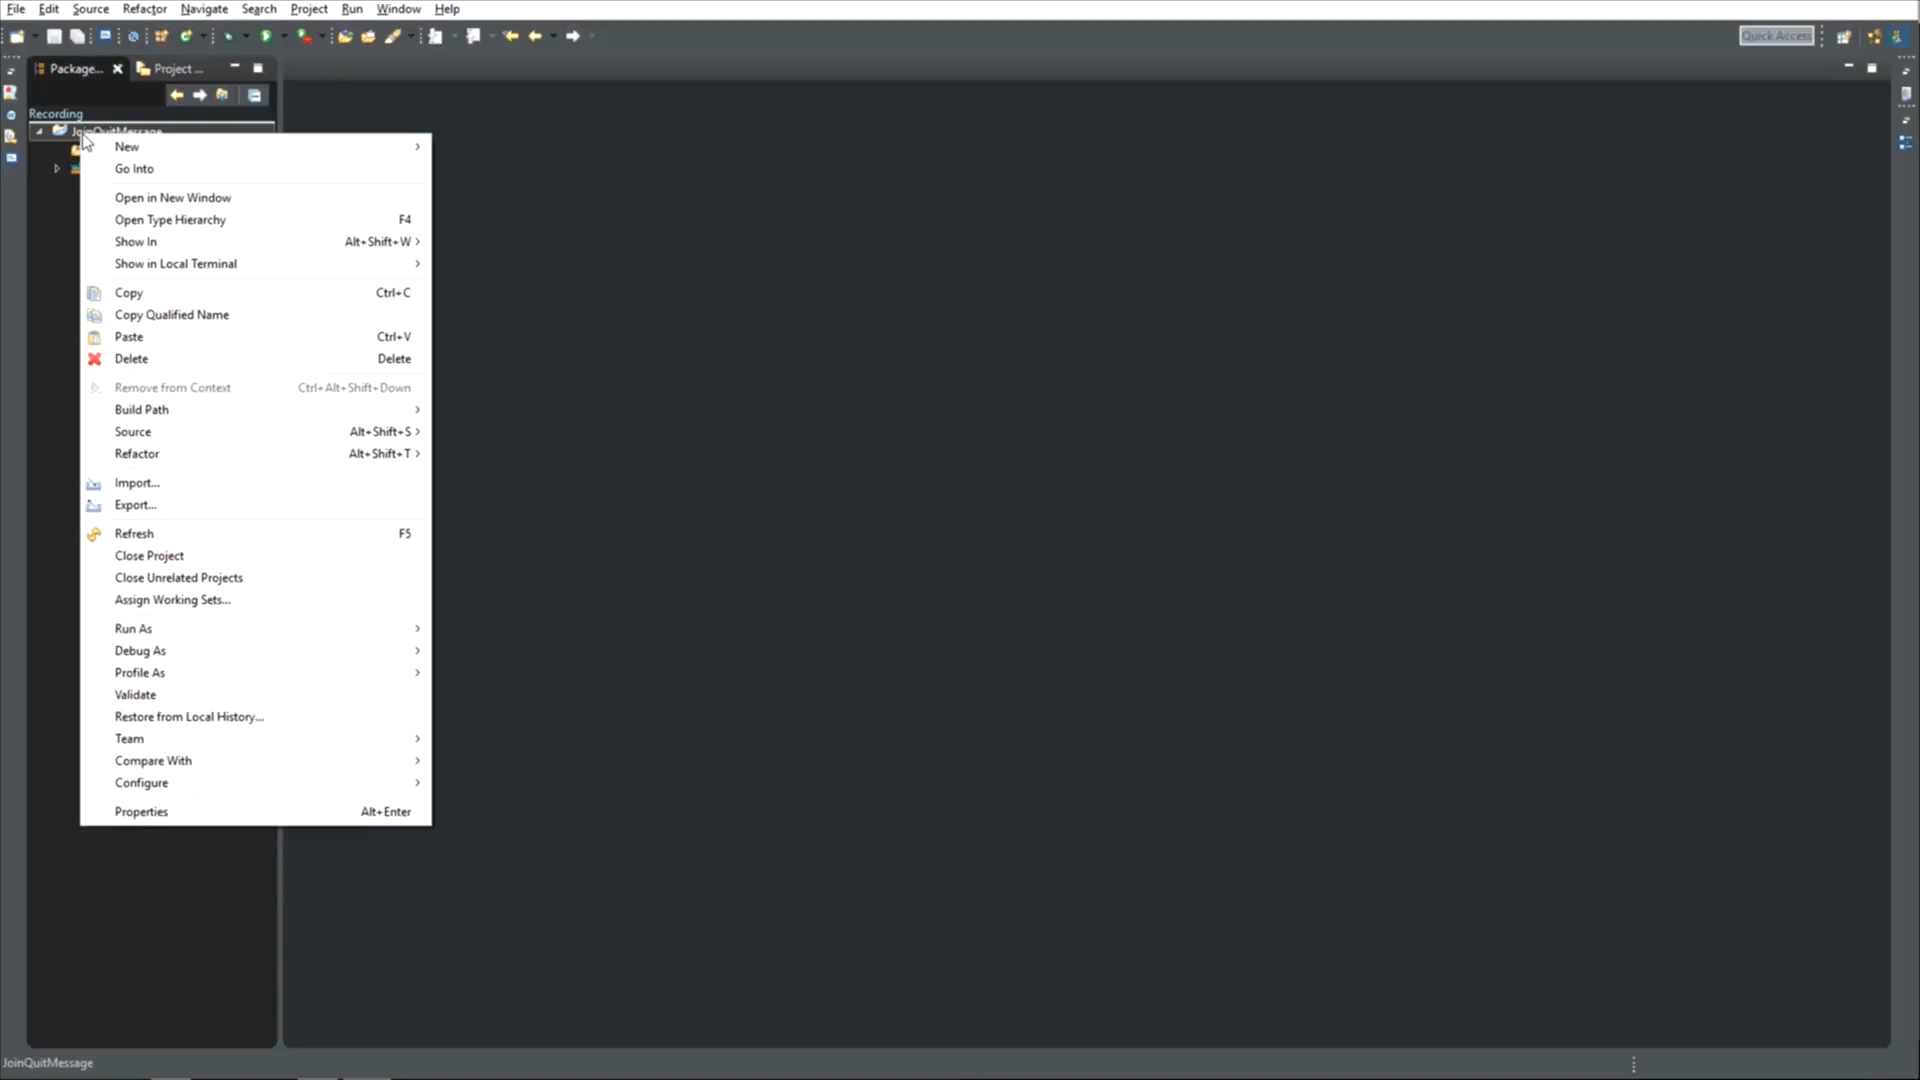 File Edit Source Refactor Navigate Search Project Run Window Help
Quick Access
Package... Project ...
Recording
JoinQuitMessage
New
Go Into
Open in New Window
Open Type Hierarchy F4
Show In Alt+Shift+W
Show in Local Terminal
Copy Ctrl+C
Copy Qualified Name
Paste Ctrl+V
Delete Delete
Remove from Context Ctrl+Alt+Shift+Down
Build Path
Source Alt+Shift+S
Refactor Alt+Shift+T
Import...
Export...
Refresh F5
Close Project
Close Unrelated Projects
Assign Working Sets...
Run As
Debug As
Profile As
Validate
Restore from Local History...
Team
Compare With
Configure
Properties Alt+Enter
JoinQuitMessage